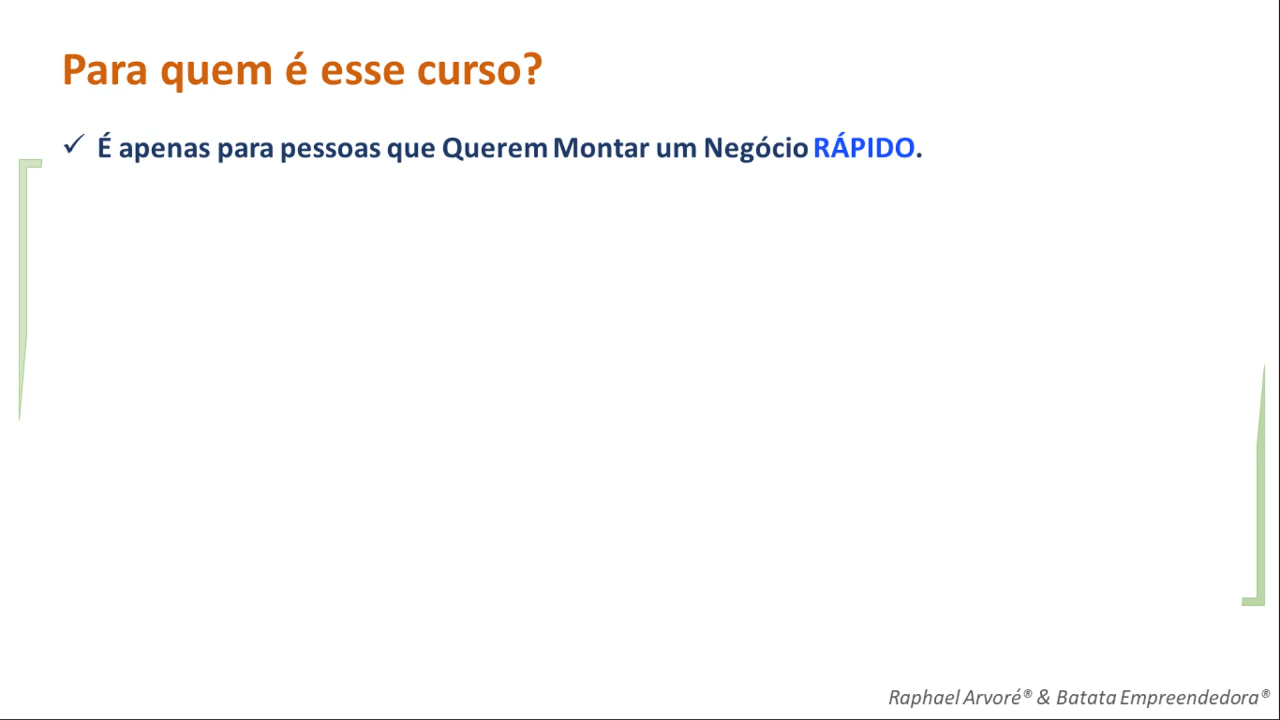 Para quem é esse curso?
✓ É apenas para pessoas que Querem Montar um Negócio RÁPIDO.
Raphael Arvoré® & Batata Empreendedora®